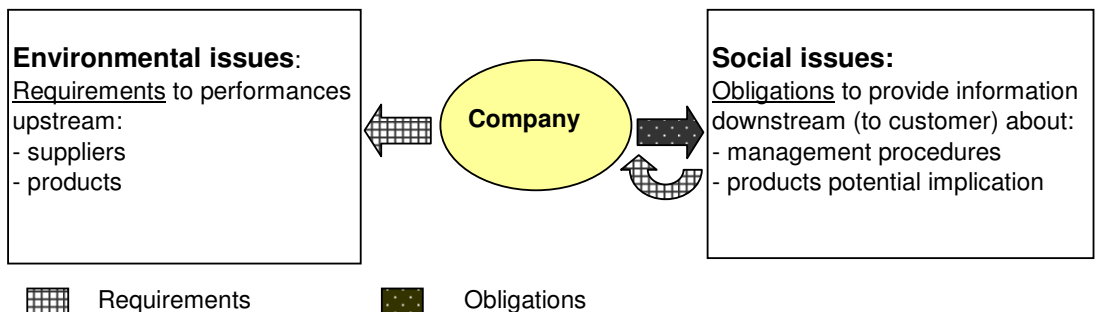 Environmental issues:
Requirements to performances
upstream:
- suppliers
- products
Company
Social issues:
Obligations to provide information
downstream (to customer) about:
- management procedures
- products potential implication
Requirements
Obligations